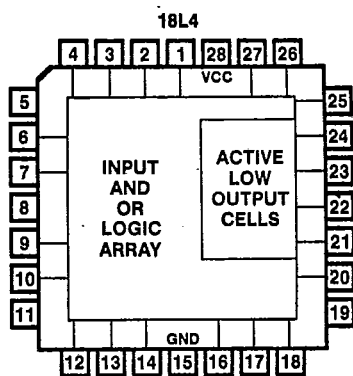 18L4
4 3 2 1 28 27 26
VCC
5 25
6 24
7 23
8 22
9 21
10 20
11 19
INPUT
AND
OR
LOGIC
ARRAY
ACTIVE
LOW
OUTPUT
CELLS
GND
12 13 14 15 16 17 18